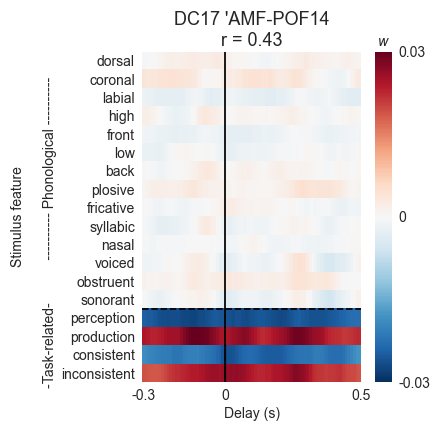 DC17 'AMF-POF14
r = 0.43
w
dorsal
coronal
labial
high
front
low
back
plosive
fricative
syllabic
nasal
voiced
obstruent
sonorant
perception
production
consistent
inconsistent
Stimulus feature
---------- Phonological ----------
-Task-related-
0.03
0
-0.03
-0.3
0
0.5
Delay (s)